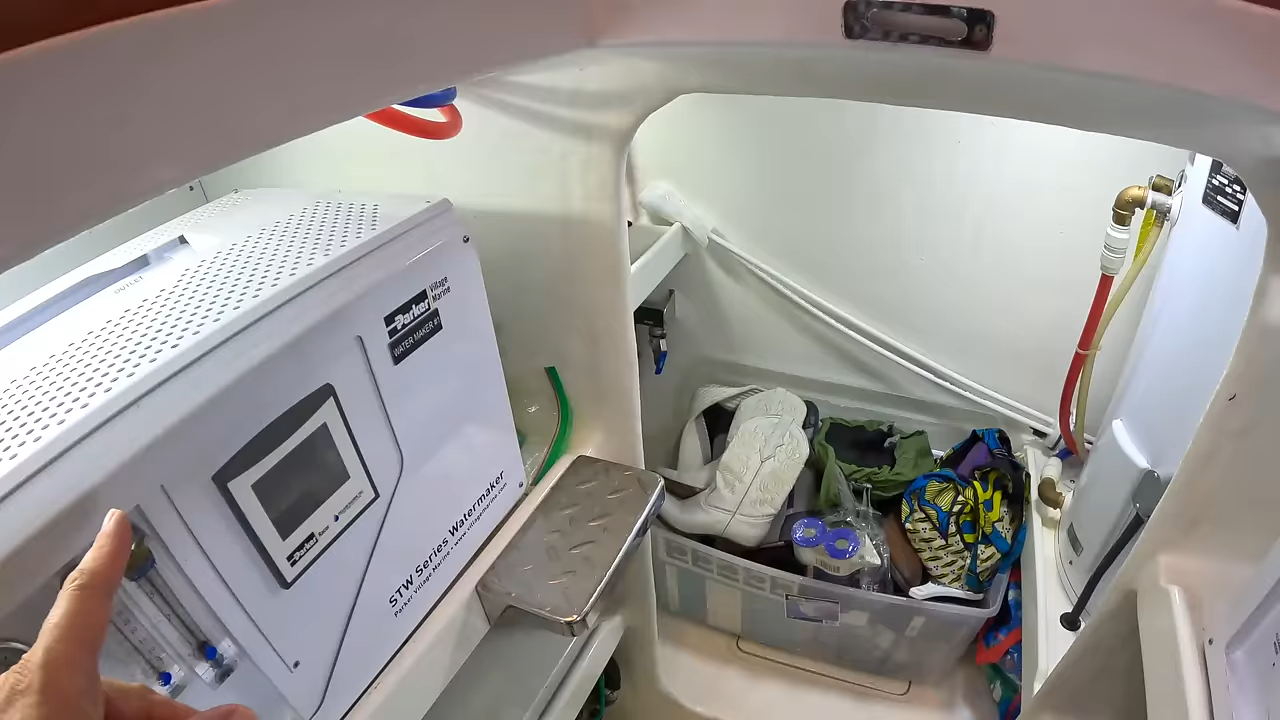 OUTLET
Parker
Village
Marine
WATER MAKER #1
Parker
STW Series Watermaker
Parker Village Marine • www.villagemarine.com